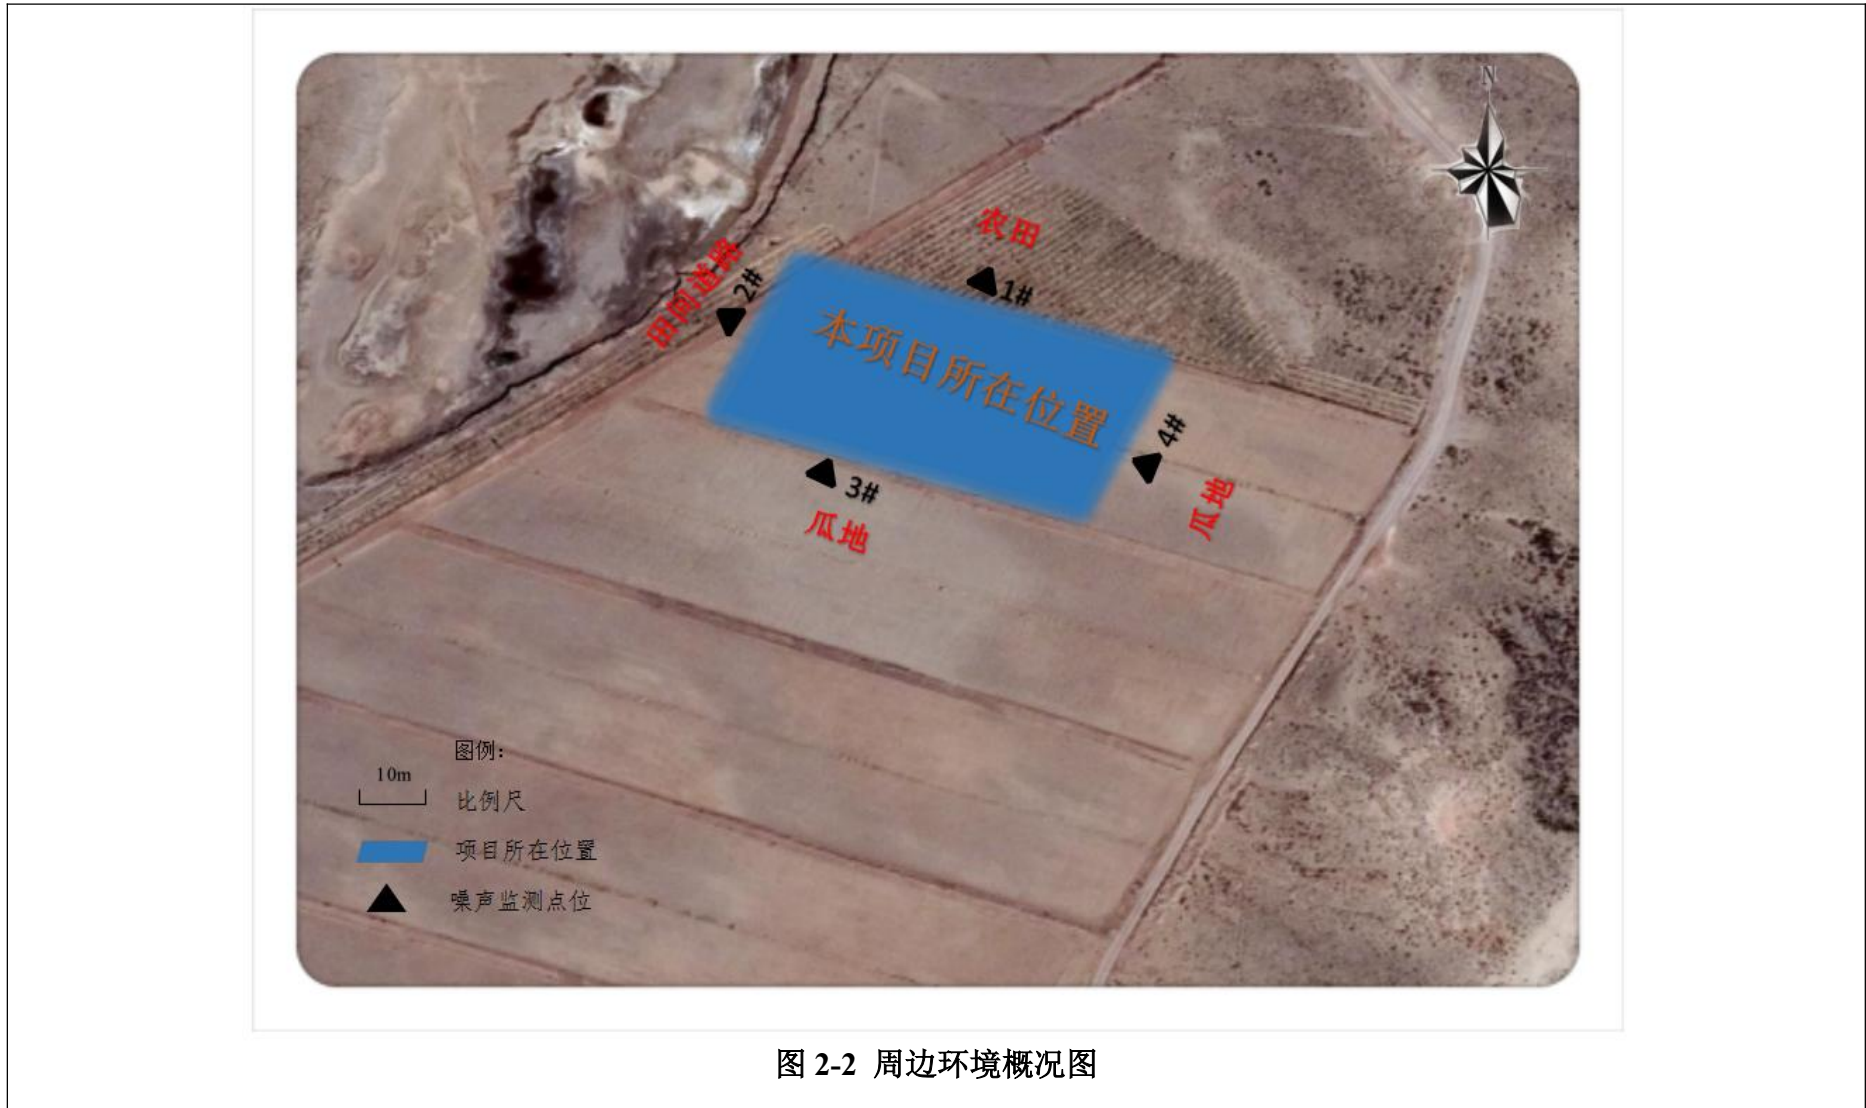 N
农田
田间道路
2#
1#
本项目所在位置
4#
3#
瓜地
瓜地
图例：
10m
比例尺
项目所在位置
噪声监测点位
图 2-2 周边环境概况图